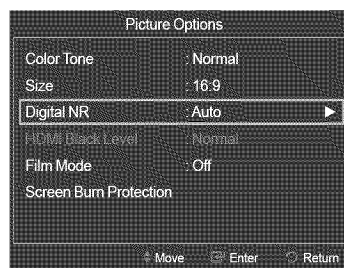 Picture Options
Color Tone : Normal
Size : 16:9
Digital NR : Auto
HDMI Black Level : Normal
Film Mode : Off
Screen Burn Protection
Move Enter Return